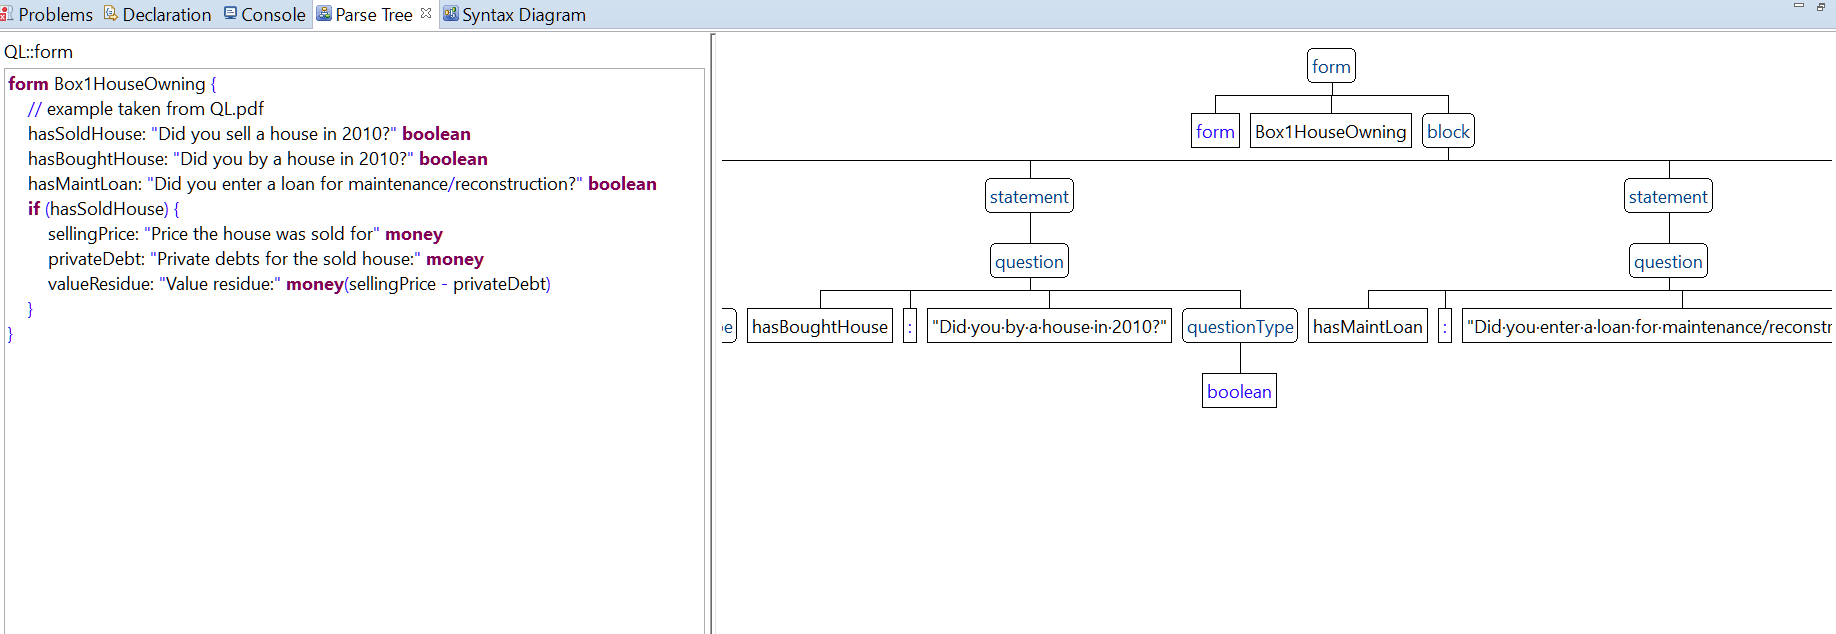 Problems Declaration Console Parse Tree Syntax Diagram
QL::form
form Box1HouseOwning {
// example taken from QL.pdf
hasSoldHouse: "Did you sell a house in 2010?" boolean
hasBoughtHouse: "Did you by a house in 2010?" boolean
hasMaintLoan: "Did you enter a loan for maintenance/reconstruction?" boolean
if (hasSoldHouse) {
sellingPrice: "Price the house was sold for" money
privateDebt: "Private debts for the sold house:" money
valueResidue: "Value residue:" money(sellingPrice - privateDebt)
}
}
form
form Box1HouseOwning block
statement statement
question question
hasBoughtHouse : "Did·you·by·a·house·in·2010?" questionType hasMaintLoan : "Did·you·enter·a·loan·for·maintenance/reconstr
boolean